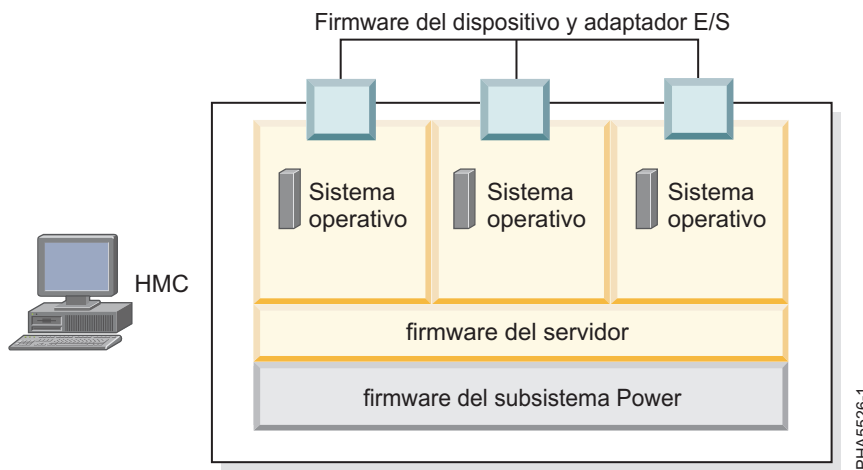 Firmware del dispositivo y adaptador E/S
Sistema
operativo
Sistema
operativo
Sistema
operativo
HMC
firmware del servidor
firmware del subsistema Power
PHA5526-1